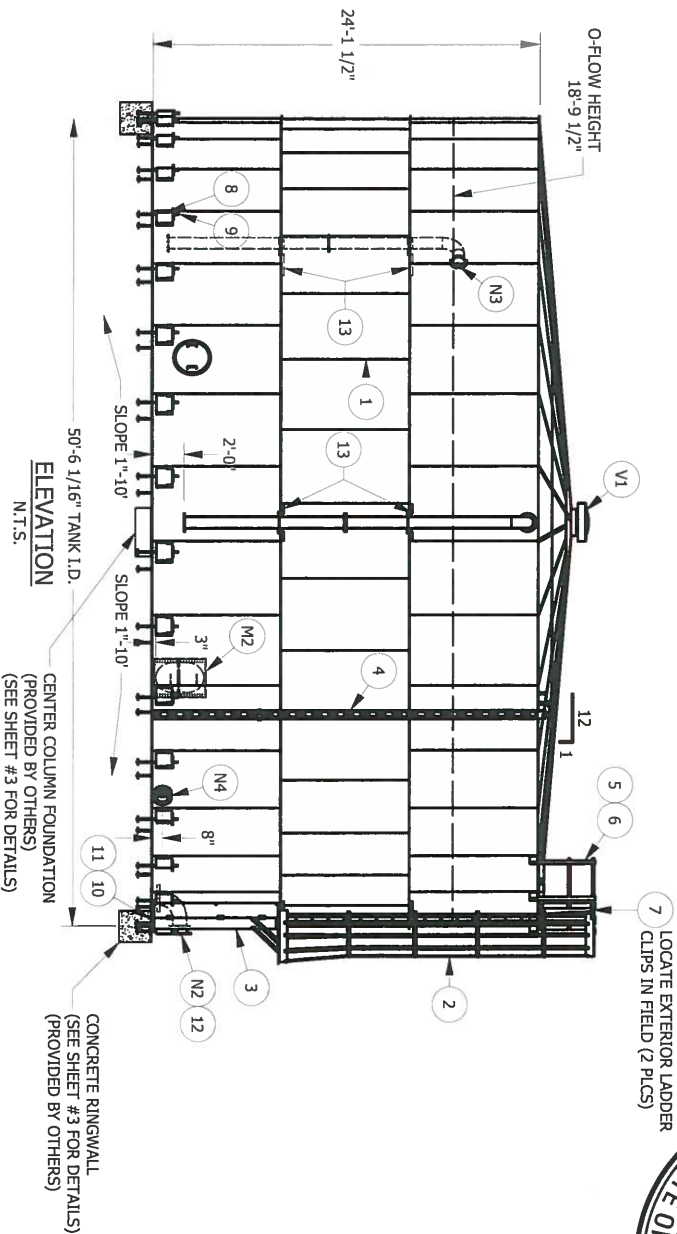 24'-1 1/2"
O-FLOW HEIGHT
18'-9 1/2"
V1
N3
8
9
13
1
13
12
1
4
M2
N4
5
6
7
LOCATE EXTERIOR LADDER
CLIPS IN FIELD (2 PLCS)
2
3
N2
12
11
10
8"
3"
2'-0"
SLOPE 1"-10'
SLOPE 1"-10'
50'-6 1/16" TANK I.D.
ELEVATION
N.T.S.
CENTER COLUMN FOUNDATION
(PROVIDED BY OTHERS)
(SEE SHEET #3 FOR DETAILS)
CONCRETE RINGWALL
(SEE SHEET #3 FOR DETAILS)
(PROVIDED BY OTHERS)